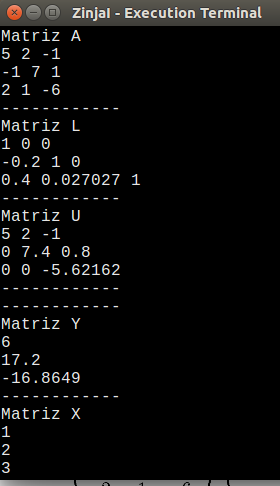 ZinjaI - Execution Terminal
Matriz A
5 2 -1
-1 7 1
2 1 -6
------------
Matriz L
1 0 0
-0.2 1 0
0.4 0.027027 1
------------
Matriz U
5 2 -1
0 7.4 0.8
0 0 -5.62162
------------
------------
Matriz Y
6
17.2
-16.8649
------------
Matriz X
1
2
3